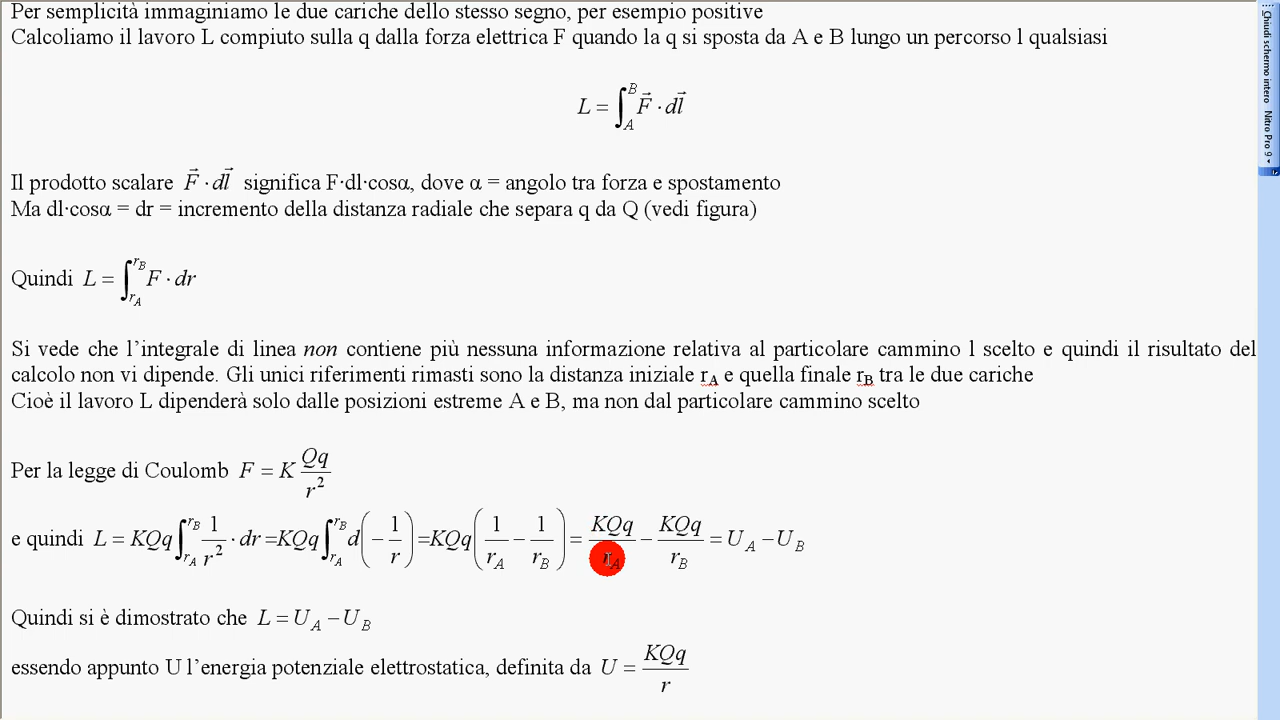 Per semplicità immaginiamo le due cariche dello stesso segno, per esempio positive
Calcoliamo il lavoro L compiuto sulla q dalla forza elettrica F quando la q si sposta da A e B lungo un percorso l qualsiasi
L = ∫_A^B F⃗ · dl⃗
Il prodotto scalare F⃗ · dl⃗ significa F·dl·cosα, dove α = angolo tra forza e spostamento
Ma dl·cosα = dr = incremento della distanza radiale che separa q da Q (vedi figura)
Quindi L = ∫_{r_A}^{r_B} F · dr
Si vede che l’integrale di linea non contiene più nessuna informazione relativa al particolare cammino l scelto e quindi il risultato del
calcolo non vi dipende. Gli unici riferimenti rimasti sono la distanza iniziale r_A e quella finale r_B tra le due cariche
Cioè il lavoro L dipenderà solo dalle posizioni estreme A e B, ma non dal particolare cammino scelto
Per la legge di Coulomb F = K Qq/r²
e quindi L = KQq ∫_{r_A}^{r_B} 1/r² · dr = KQq ∫_{r_A}^{r_B} d(−1/r) = KQq (1/r_A − 1/r_B) = KQq/r_A − KQq/r_B = U_A − U_B
Quindi si è dimostrato che L = U_A − U_B
essendo appunto U l’energia potenziale elettrostatica, definita da U = KQq/r
Chiudi schermo intero Nitro Pro 9